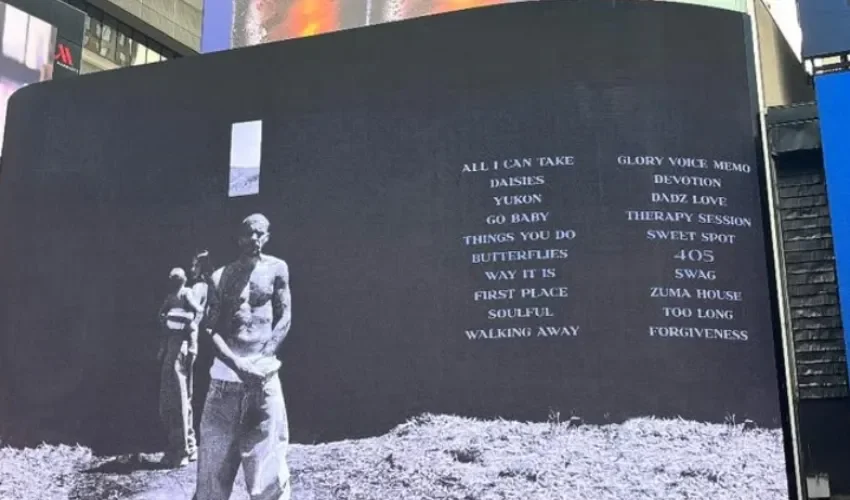 ALL I CAN TAKE
DAISIES
YUKON
GO BABY
THINGS YOU DO
BUTTERFLIES
WAY IT IS
FIRST PLACE
SOULFUL
WALKING AWAY
GLORY VOICE MEMO
DEVOTION
DADZ LOVE
THERAPY SESSION
SWEET SPOT
405
SWAG
ZUMA HOUSE
TOO LONG
FORGIVENESS